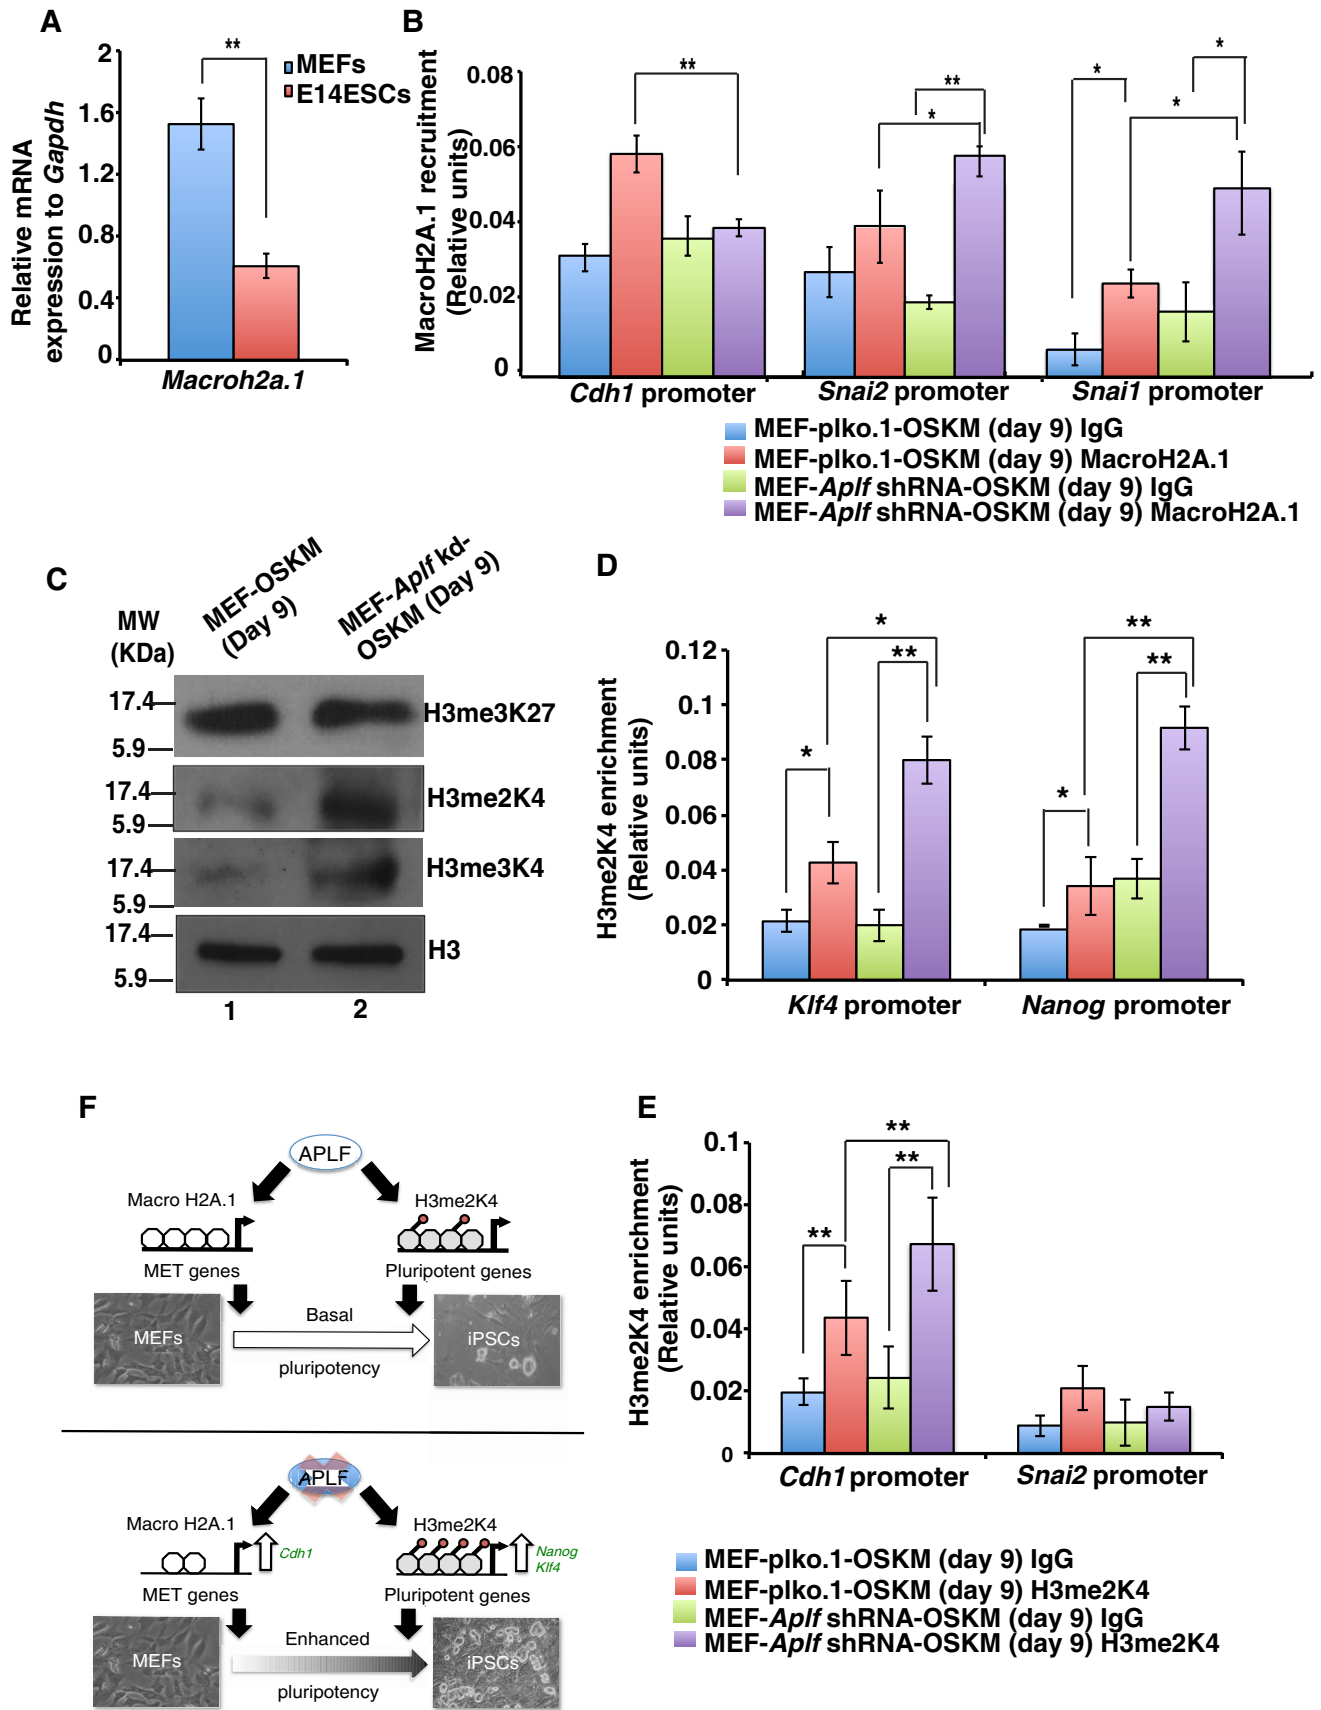 A
Relative mRNA
expression to Gapdh
2
1.6
1.2
0.8
0.4
0
**
MEFs
E14ESCs
Macroh2a.1
B
MacroH2A.1 recruitment
(Relative units)
0.08
0.06
0.04
0.02
0
**
**
*
*
*
*
Cdh1 promoter
Snai2 promoter
Snai1 promoter
MEF-plko.1-OSKM (day 9) IgG
MEF-plko.1-OSKM (day 9) MacroH2A.1
MEF-Aplf shRNA-OSKM (day 9) IgG
MEF-Aplf shRNA-OSKM (day 9) MacroH2A.1
C
MW
(KDa)
MEF-OSKM
(Day 9)
MEF-Aplf kd-
OSKM (Day 9)
17.4
5.9
H3me3K27
17.4
5.9
H3me2K4
17.4
5.9
H3me3K4
17.4
5.9
H3
1
2
D
H3me2K4 enrichment
(Relative units)
0.12
0.1
0.08
0.06
0.04
0.02
0
*
*
**
*
**
**
Klf4 promoter
Nanog promoter
F
APLF
Macro H2A.1
H3me2K4
MET genes
Pluripotent genes
MEFs
Basal
pluripotency
iPSCs
APLF
Macro H2A.1
Cdh1
H3me2K4
Nanog
Klf4
MET genes
Pluripotent genes
MEFs
Enhanced
pluripotency
iPSCs
E
H3me2K4 enrichment
(Relative units)
0.1
0.08
0.06
0.04
0.02
0
**
**
**
Cdh1 promoter
Snai2 promoter
MEF-plko.1-OSKM (day 9) IgG
MEF-plko.1-OSKM (day 9) H3me2K4
MEF-Aplf shRNA-OSKM (day 9) IgG
MEF-Aplf shRNA-OSKM (day 9) H3me2K4